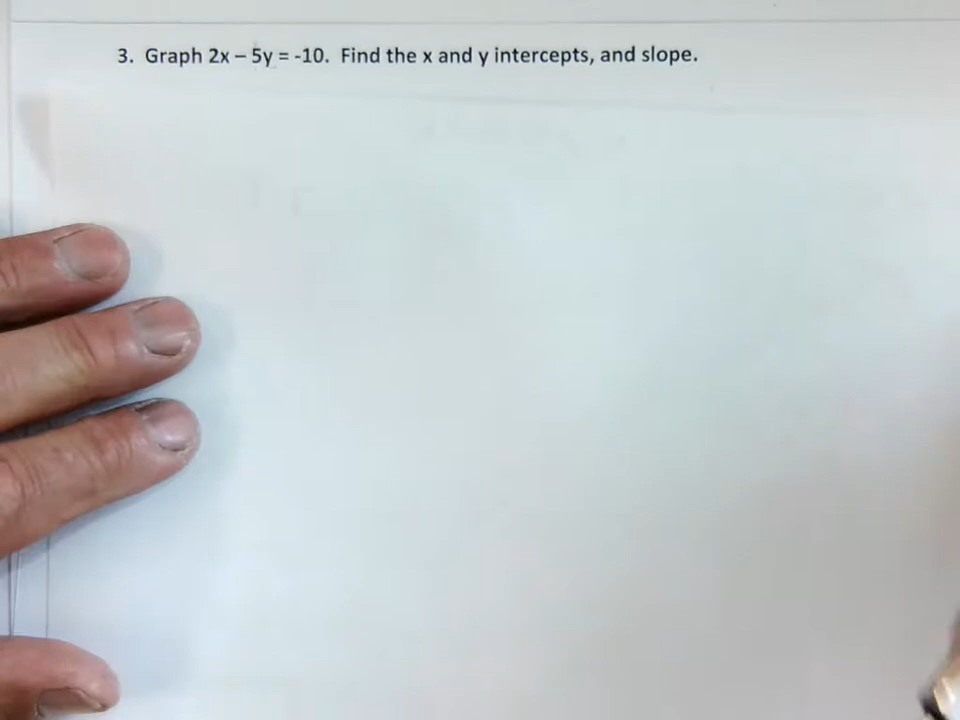 3. Graph 2x – 5y = -10. Find the x and y intercepts, and slope.